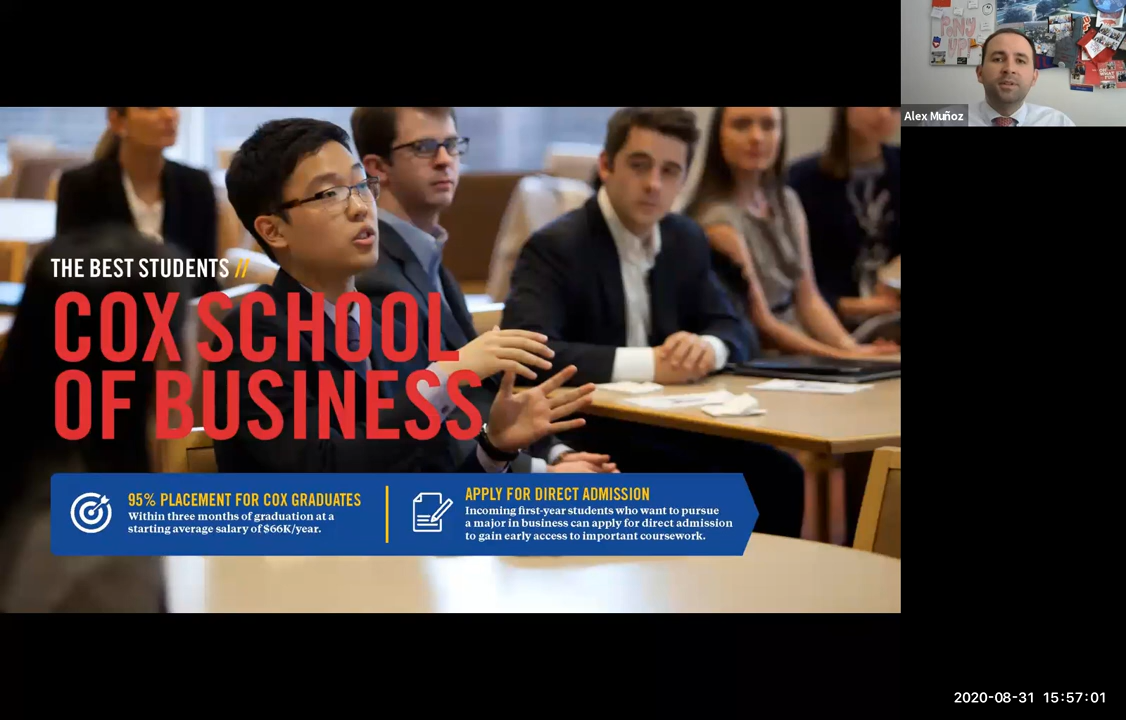 PONY
UP
Alex Muñoz
THE BEST STUDENTS //
COX SCHOOL
OF BUSINESS
95% PLACEMENT FOR COX GRADUATES
Within three months of graduation at a
starting average salary of $66K/year.
APPLY FOR DIRECT ADMISSION
Incoming first-year students who want to pursue
a major in business can apply for direct admission
to gain early access to important coursework.
2020-08-31 15:57:01